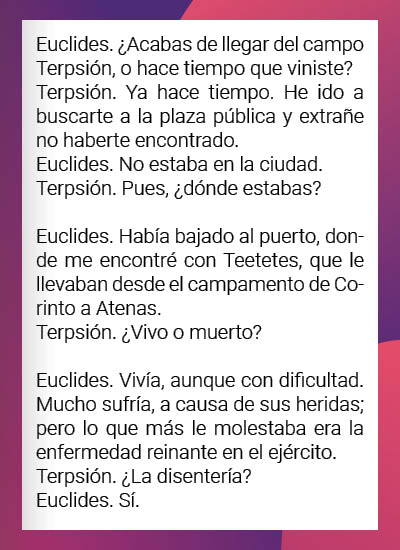 Euclides. ¿Acabas de llegar del campo
Terpsión, o hace tiempo que viniste?
Terpsión. Ya hace tiempo. He ido a
buscarte a la plaza pública y extrañe
no haberte encontrado.
Euclides. No estaba en la ciudad.
Terpsión. Pues, ¿dónde estabas?
Euclides. Había bajado al puerto, don-
de me encontré con Teetetes, que le
llevaban desde el campamento de Co-
rinto a Atenas.
Terpsión. ¿Vivo o muerto?
Euclides. Vivía, aunque con dificultad.
Mucho sufría, a causa de sus heridas;
pero lo que más le molestaba era la
enfermedad reinante en el ejército.
Terpsión. ¿La disentería?
Euclides. Sí.